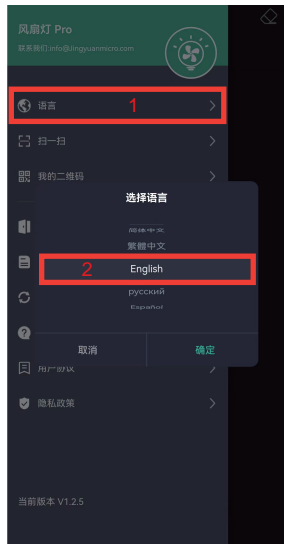 风扇灯 Pro
联系我们:info@Jingyuanmicro.com
语言 1
扫一扫
我的二维码
选择语言
简体中文
繁體中文
2 English
русский
Español
取消 确定
用户协议
隐私政策
当前版本 V1.2.5